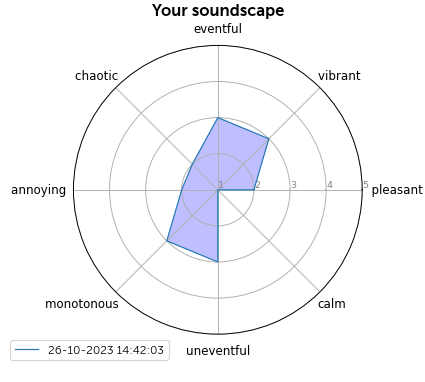 Your soundscape
eventful
chaotic
vibrant
annoying
1
2
3
4
5
pleasant
monotonous
calm
26-10-2023 14:42:03
uneventful